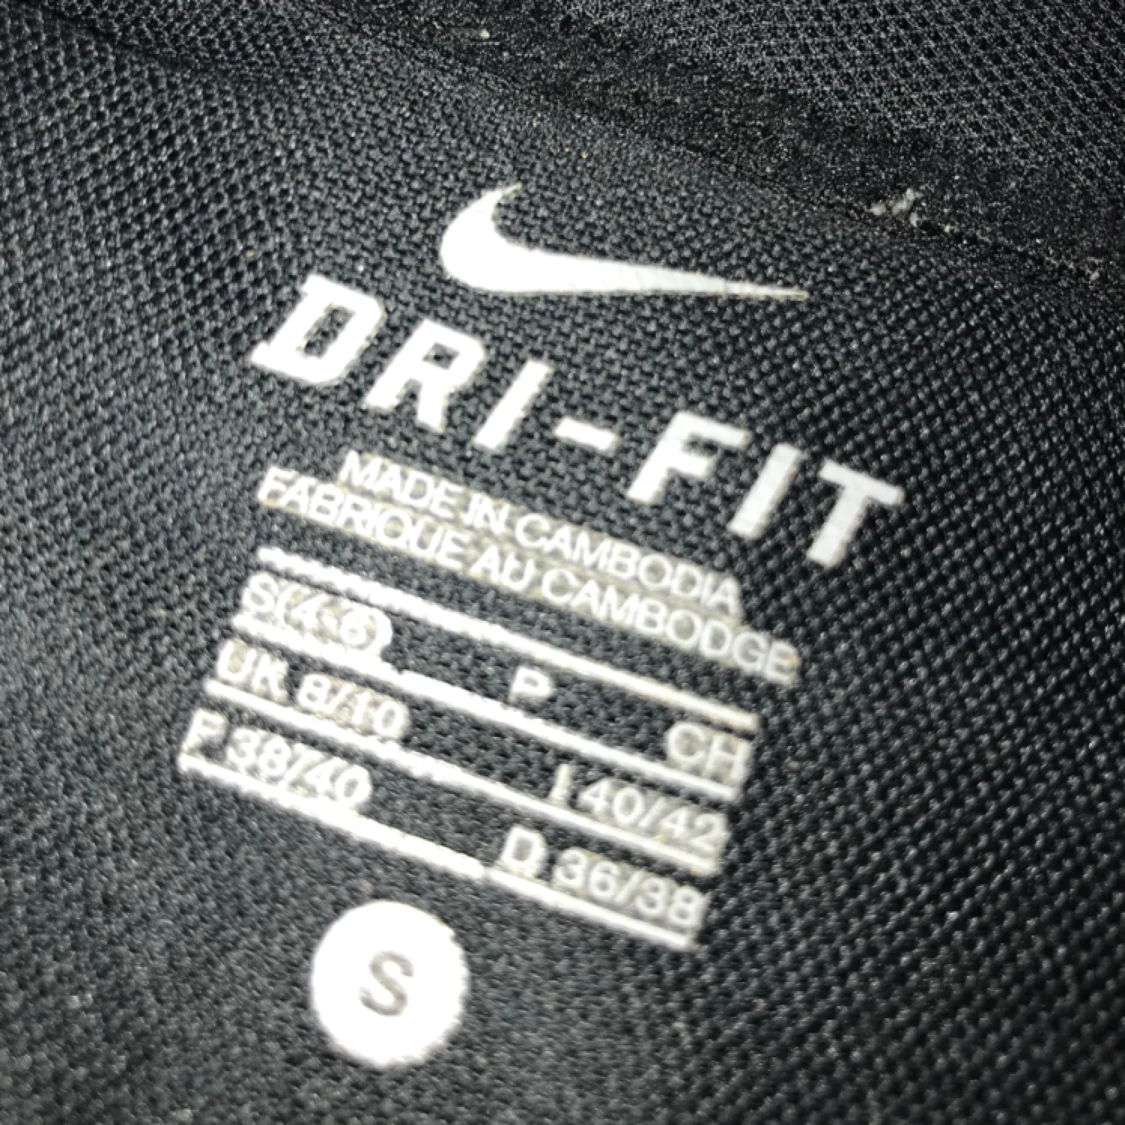 DRI-FIT
MADE IN CAMBODIA
FABRIQUE AU CAMBODGE
S(4-6) P CH
UK 8/10 I 40/42
F 38/40 D 36/38
S